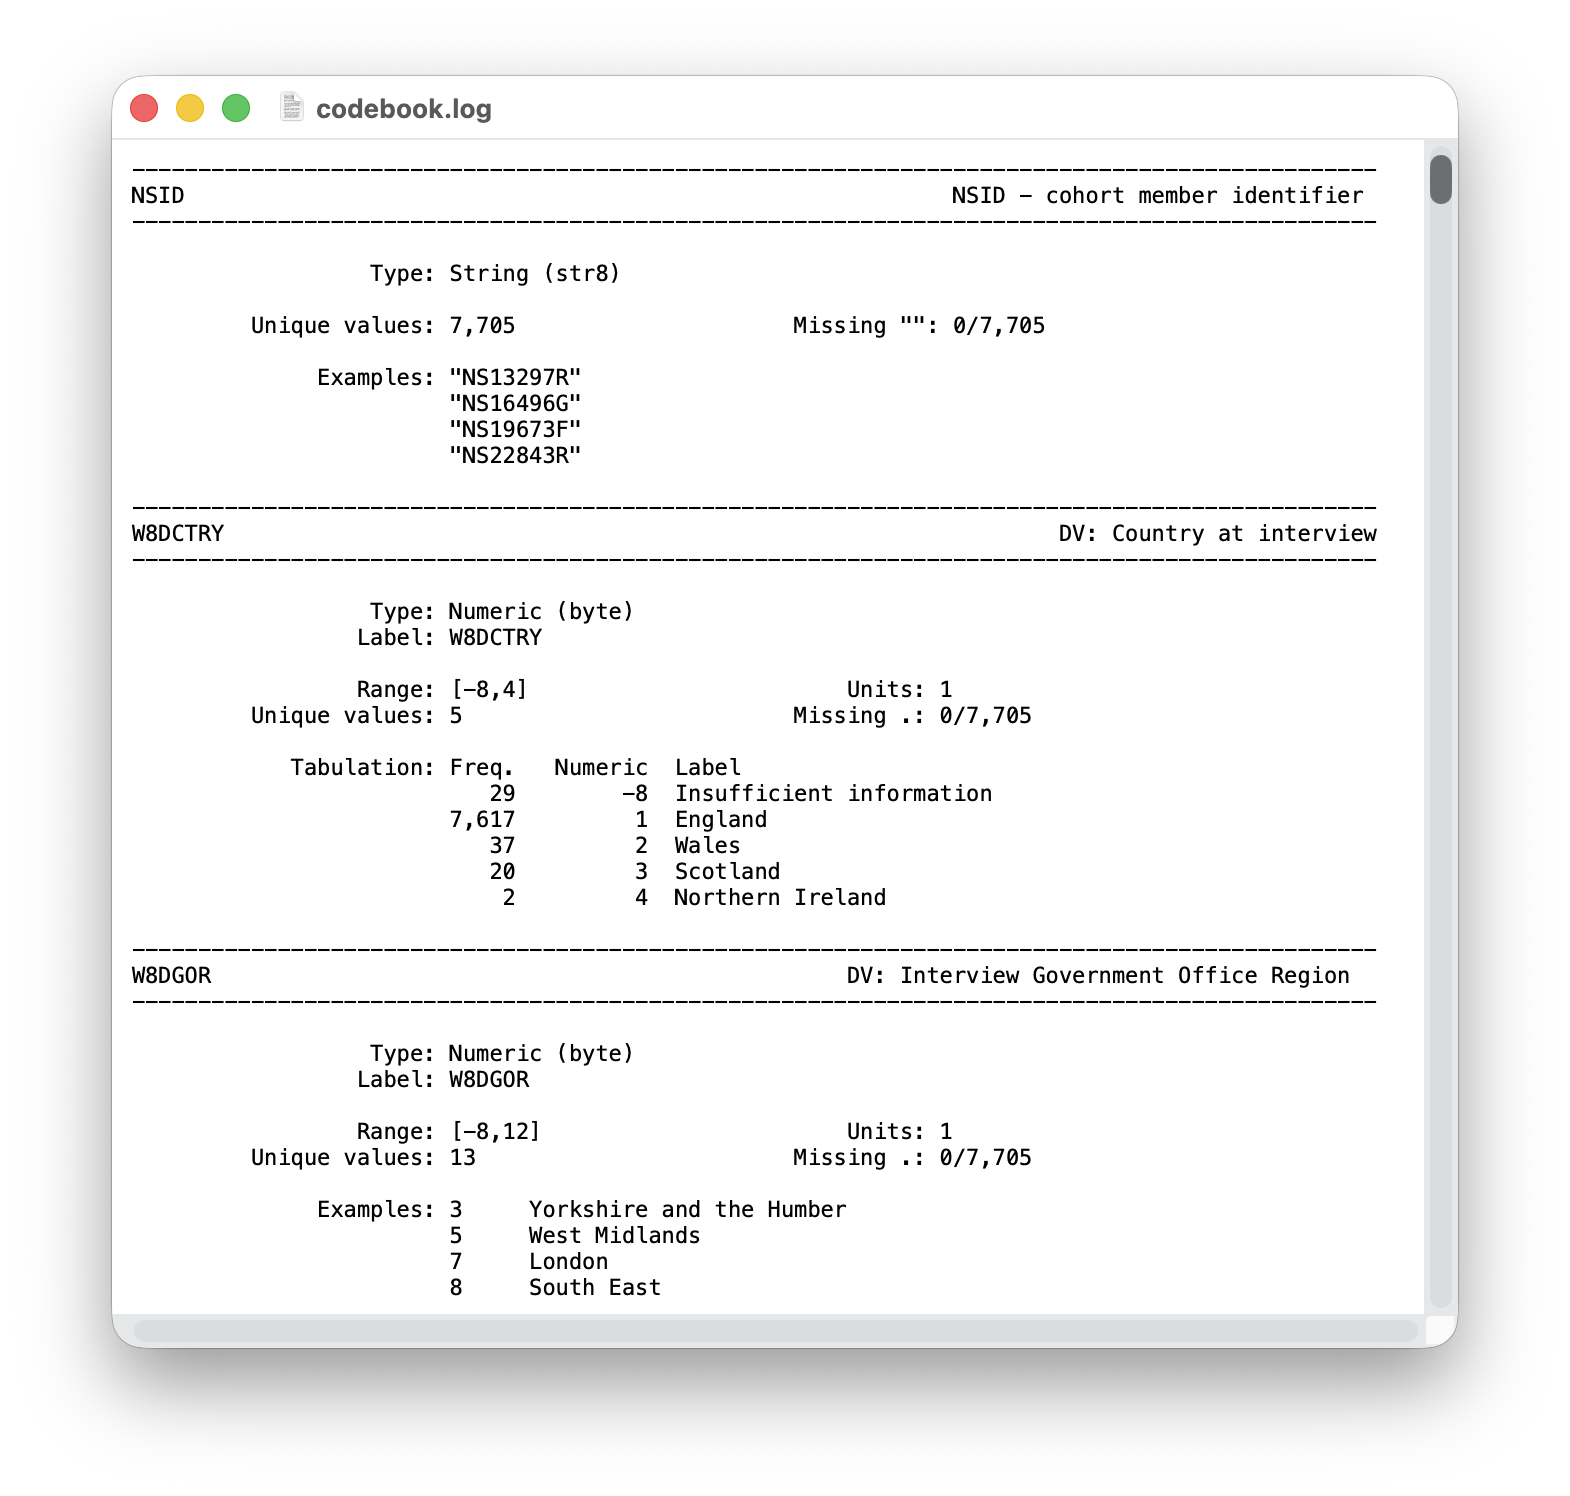 codebook.log
-----------------------------------------------------------------------------------------------
NSID                                                          NSID - cohort member identifier
-----------------------------------------------------------------------------------------------
                  Type: String (str8)
         Unique values: 7,705                     Missing "": 0/7,705
              Examples: "NS13297R"
                        "NS16496G"
                        "NS19673F"
                        "NS22843R"
-----------------------------------------------------------------------------------------------
W8DCTRY                                                               DV: Country at interview
-----------------------------------------------------------------------------------------------
                  Type: Numeric (byte)
                 Label: W8DCTRY
                 Range: [-8,4]                        Units: 1
         Unique values: 5                         Missing .: 0/7,705
            Tabulation: Freq.   Numeric  Label
                           29        -8  Insufficient information
                        7,617         1  England
                           37         2  Wales
                           20         3  Scotland
                            2         4  Northern Ireland
-----------------------------------------------------------------------------------------------
W8DGOR                                                DV: Interview Government Office Region
-----------------------------------------------------------------------------------------------
                  Type: Numeric (byte)
                 Label: W8DGOR
                 Range: [-8,12]                       Units: 1
         Unique values: 13                        Missing .: 0/7,705
              Examples: 3     Yorkshire and the Humber
                        5     West Midlands
                        7     London
                        8     South East